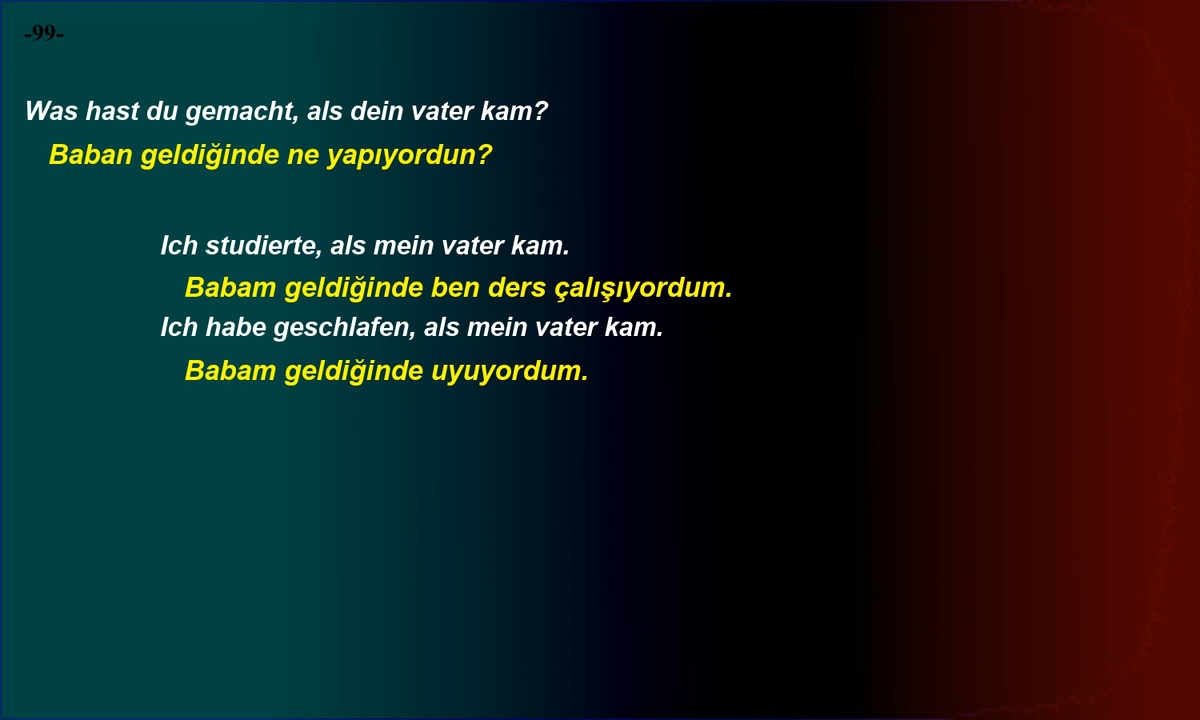 -99-
Was hast du gemacht, als dein vater kam?
Baban geldiğinde ne yapıyordun?
Ich studierte, als mein vater kam.
Babam geldiğinde ben ders çalışıyordum.
Ich habe geschlafen, als mein vater kam.
Babam geldiğinde uyuyordum.